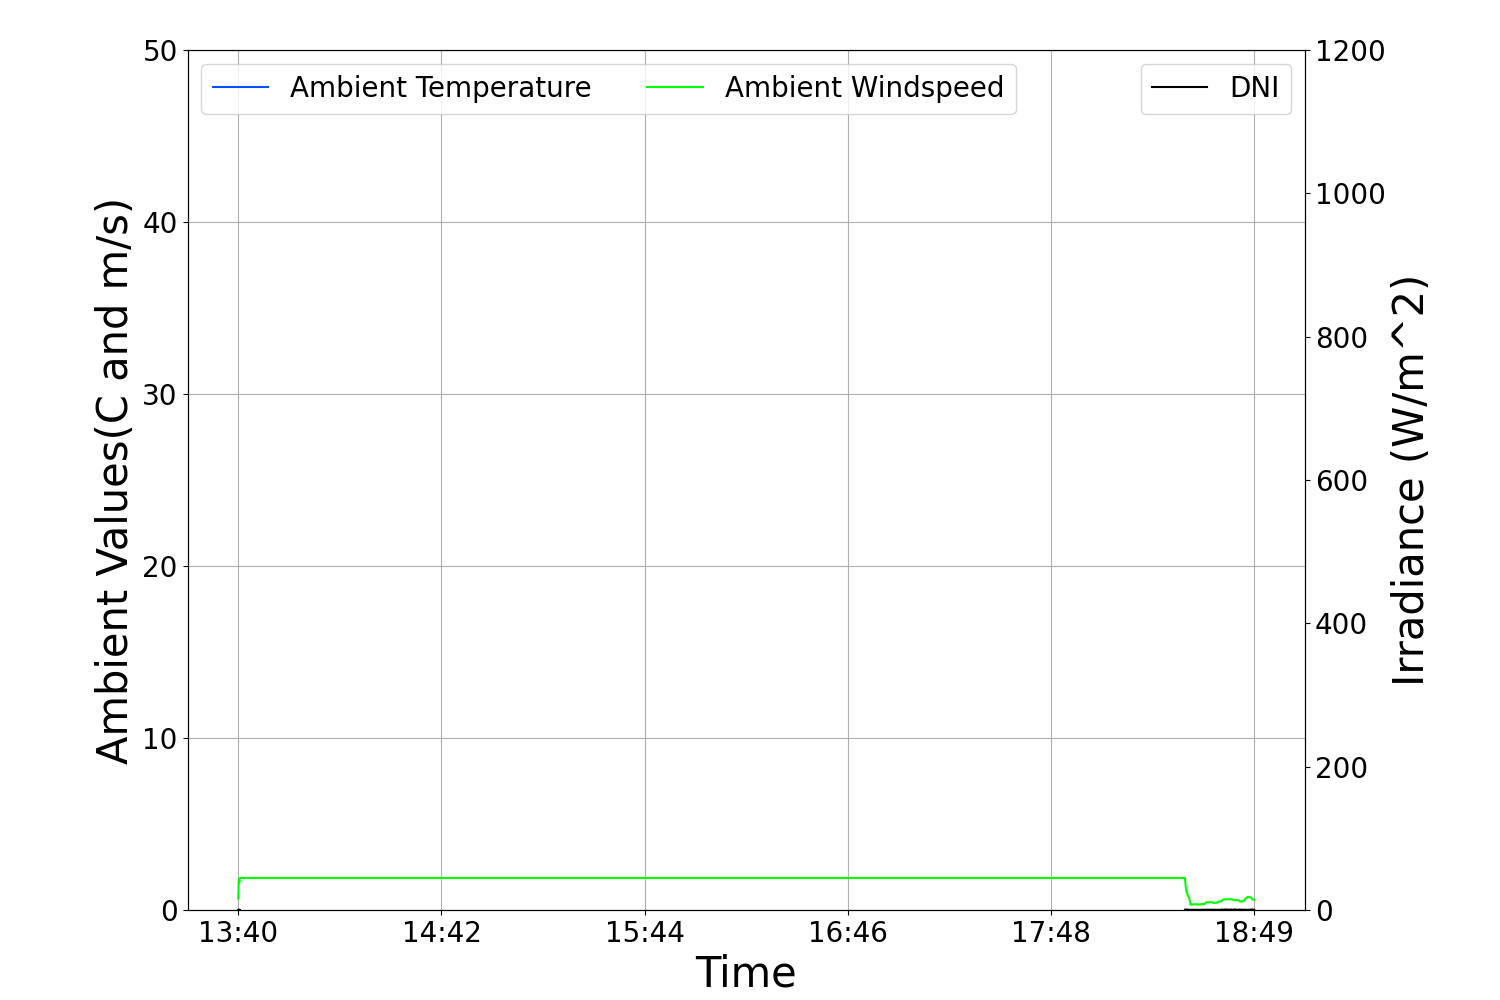 Ambient Temperature
Ambient Windspeed
DNI
Ambient Values(C and m/s)
50
40
30
20
10
0
1200
1000
800
600
400
200
0
Irradiance (W/m^2)
13:40 14:42 15:44 16:46 17:48 18:49
Time